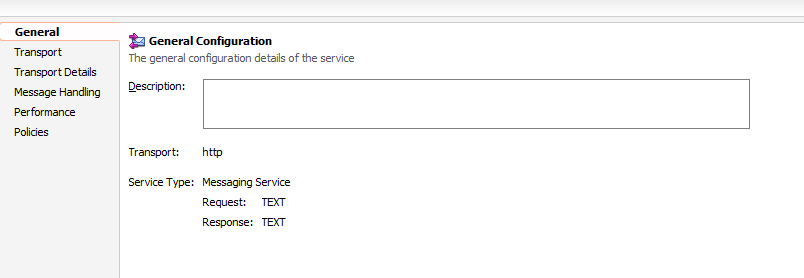 General
Transport
Transport Details
Message Handling
Performance
Policies
General Configuration
The general configuration details of the service
Description:
Transport: http
Service Type: Messaging Service
Request: TEXT
Response: TEXT